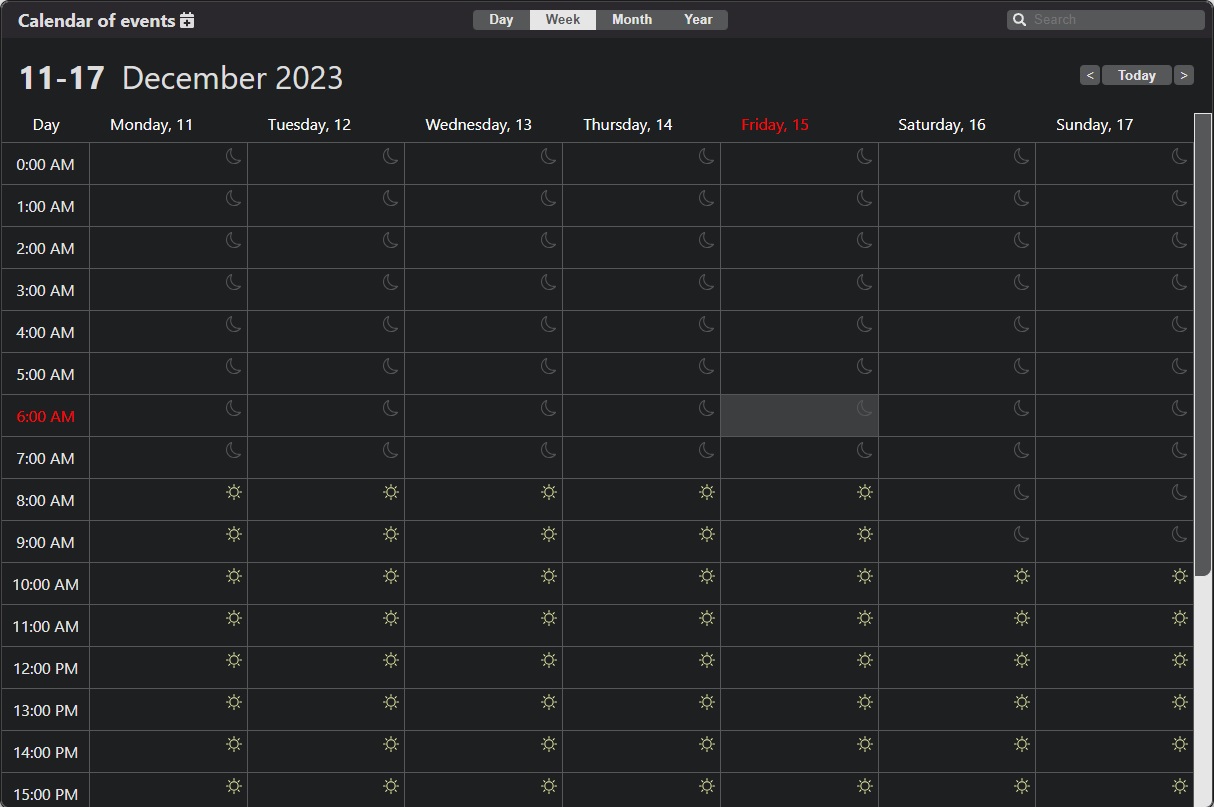 Calendar of events
Day Week Month Year
Search
11-17 December 2023
< Today >
Day Monday, 11 Tuesday, 12 Wednesday, 13 Thursday, 14 Friday, 15 Saturday, 16 Sunday, 17
0:00 AM
1:00 AM
2:00 AM
3:00 AM
4:00 AM
5:00 AM
6:00 AM
7:00 AM
8:00 AM
9:00 AM
10:00 AM
11:00 AM
12:00 PM
13:00 PM
14:00 PM
15:00 PM